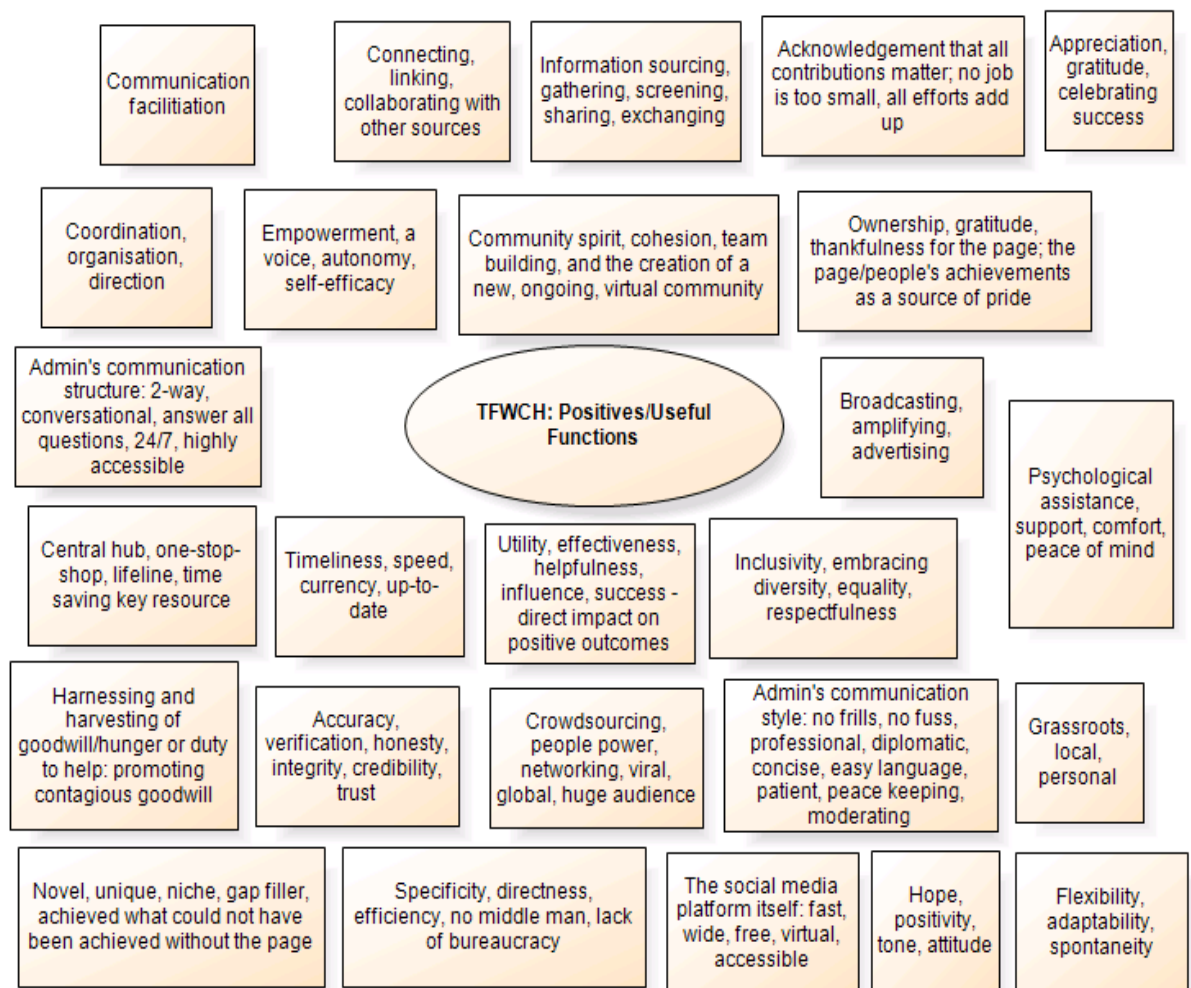 Communication
facilitiation
Connecting,
linking,
collaborating with
other sources
Information sourcing,
gathering, screening,
sharing, exchanging
Acknowledgement that all
contributions matter; no job
is too small, all efforts add
up
Appreciation,
gratitude,
celebrating
success
Coordination,
organisation,
direction
Empowerment, a
voice, autonomy,
self-efficacy
Community spirit, cohesion, team
building, and the creation of a
new, ongoing, virtual community
Ownership, gratitude,
thankfulness for the page; the
page/people's achievements
as a source of pride
Admin's communication
structure: 2-way,
conversational, answer all
questions, 24/7, highly
accessible
TFWCH: Positives/Useful
Functions
Broadcasting,
amplifying,
advertising
Psychological
assistance,
support, comfort,
peace of mind
Central hub, one-stop-
shop, lifeline, time
saving key resource
Timeliness, speed,
currency, up-to-
date
Utility, effectiveness,
helpfulness,
influence, success -
direct impact on
positive outcomes
Inclusivity, embracing
diversity, equality,
respectfulness
Harnessing and
harvesting of
goodwill/hunger or duty
to help: promoting
contagious goodwill
Accuracy,
verification, honesty,
integrity, credibility,
trust
Crowdsourcing,
people power,
networking, viral,
global, huge audience
Admin's communication
style: no frills, no fuss,
professional, diplomatic,
concise, easy language,
patient, peace keeping,
moderating
Grassroots,
local,
personal
Novel, unique, niche, gap filler,
achieved what could not have
been achieved without the page
Specificity, directness,
efficiency, no middle man, lack
of bureaucracy
The social media
platform itself: fast,
wide, free, virtual,
accessible
Hope,
positivity,
tone, attitude
Flexibility,
adaptability,
spontaneity